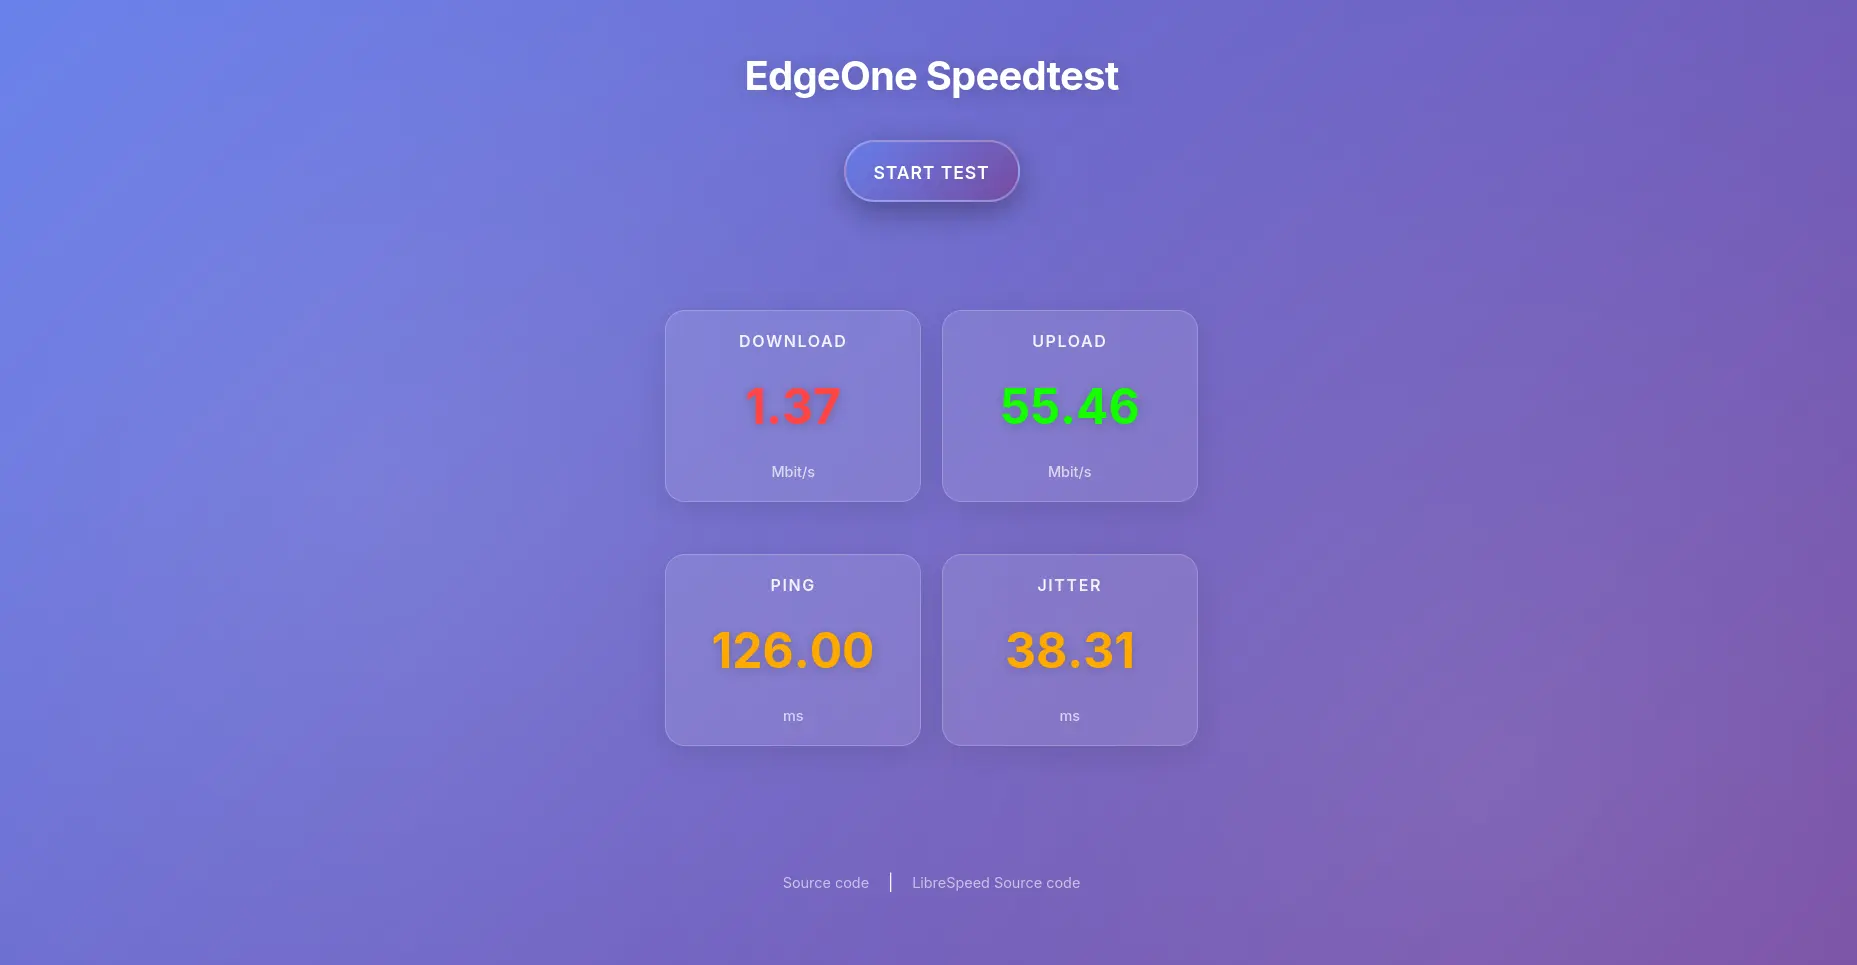 EdgeOne Speedtest
START TEST
DOWNLOAD
1.37
Mbit/s
UPLOAD
55.46
Mbit/s
PING
126.00
ms
JITTER
38.31
ms
Source code | LibreSpeed Source code